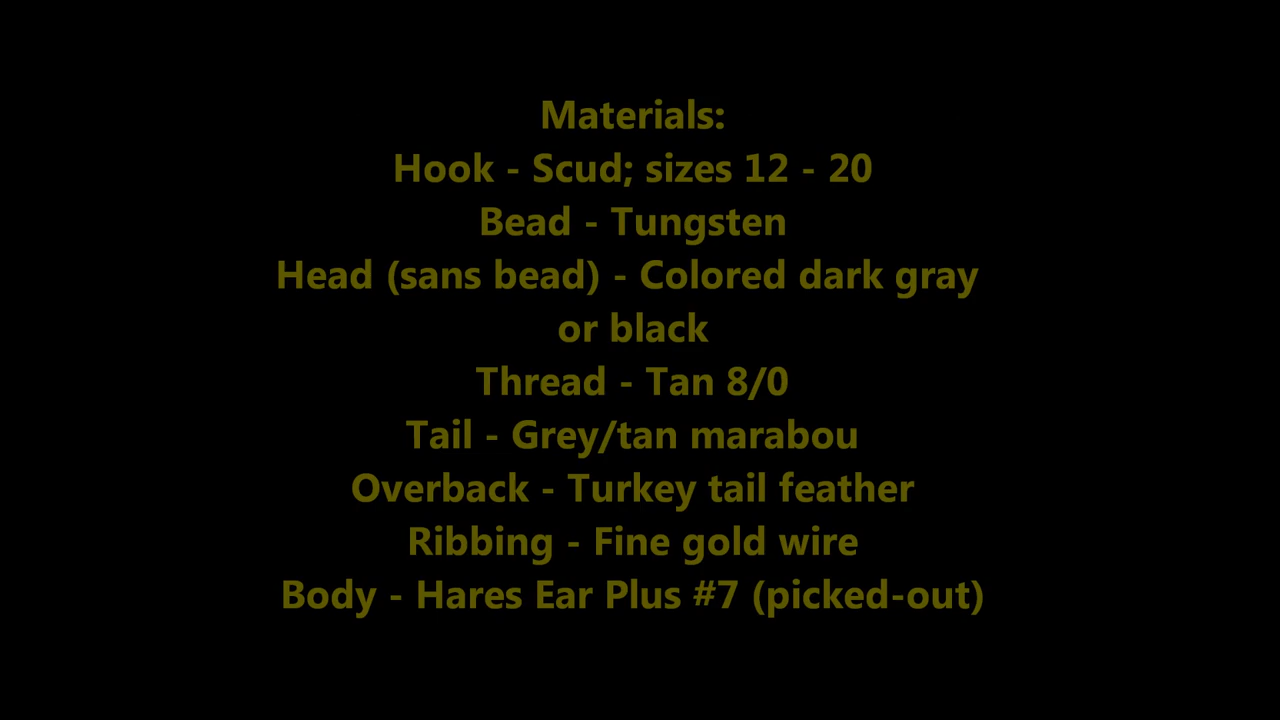 Materials:
Hook - Scud; sizes 12 - 20
Bead - Tungsten
Head (sans bead) - Colored dark gray
or black
Thread - Tan 8/0
Tail - Grey/tan marabou
Overback - Turkey tail feather
Ribbing - Fine gold wire
Body - Hares Ear Plus #7 (picked-out)